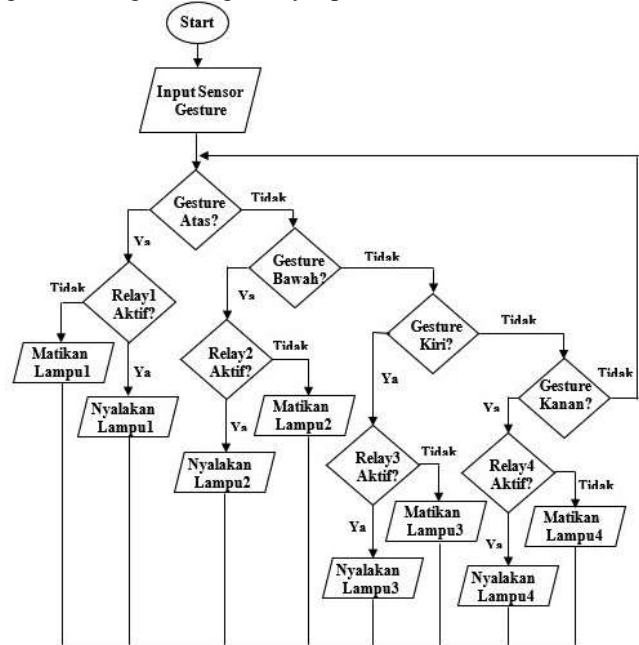 Start
Input Sensor
Gesture
Gesture
Atas?
Tidak
Ya
Gesture
Bawah?
Tidak
Ya
Tidak
Relay1
Aktif?
Gesture
Kiri?
Tidak
Matikan
Lampu1
Ya
Relay2
Aktif?
Tidak
Ya
Gesture
Kanan?
Tidak
Nyalakan
Lampu1
Matikan
Lampu2
Ya
Ya
Nyalakan
Lampu2
Relay3
Aktif?
Tidak
Relay4
Aktif?
Tidak
Ya
Matikan
Lampu3
Matikan
Lampu4
Ya
Nyalakan
Lampu3
Nyalakan
Lampu4